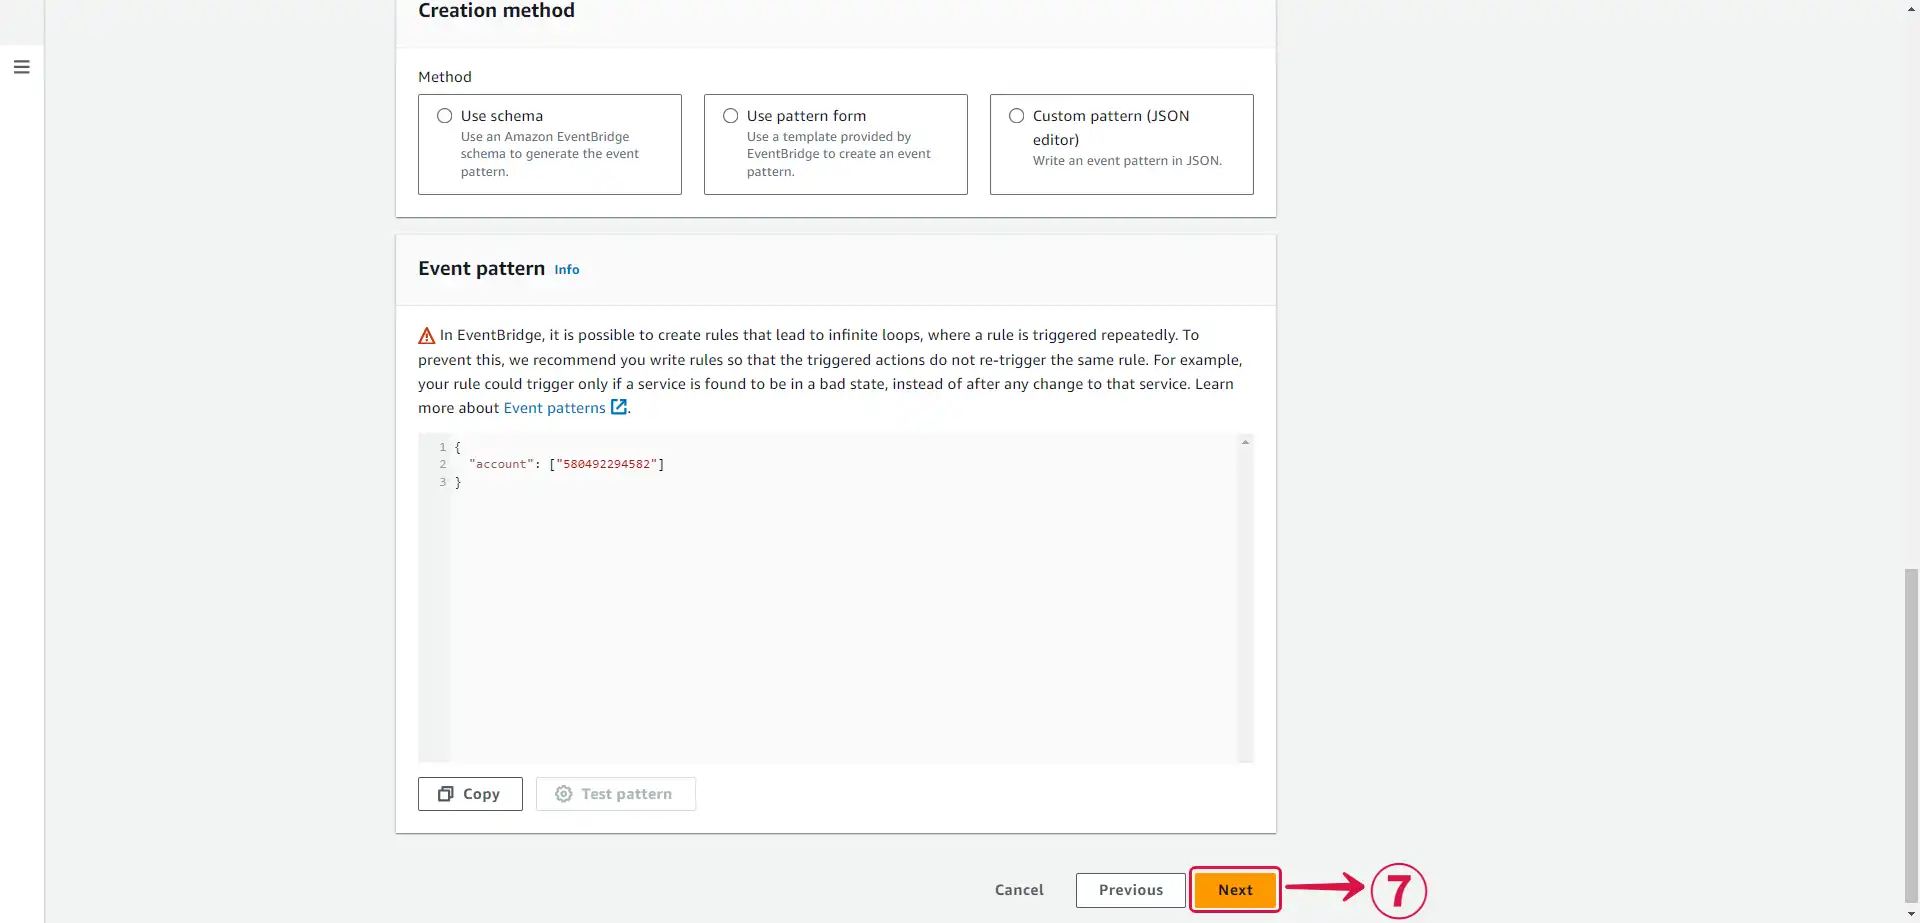 Creation method
Method
Use schema
Use an Amazon EventBridge
schema to generate the event
pattern.
Use pattern form
Use a template provided by
EventBridge to create an event
pattern.
Custom pattern (JSON
editor)
Write an event pattern in JSON.
Event pattern Info
In EventBridge, it is possible to create rules that lead to infinite loops, where a rule is triggered repeatedly. To
prevent this, we recommend you write rules so that the triggered actions do not re-trigger the same rule. For example,
your rule could trigger only if a service is found to be in a bad state, instead of after any change to that service. Learn
more about Event patterns.
1 {
2 "account": ["580492294582"]
3 }
Copy
Test pattern
Cancel
Previous
Next
7